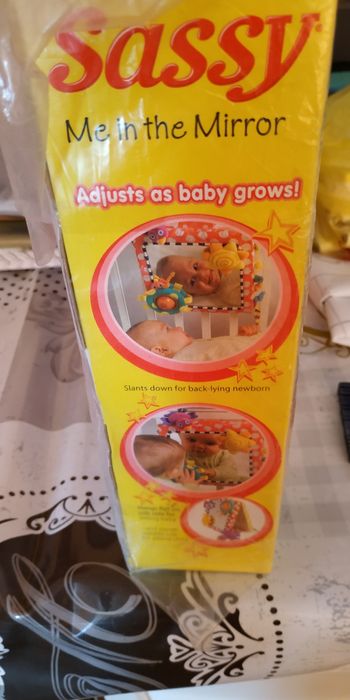 Sassy
Me in the Mirror
Adjusts as baby grows!
Slants down for back-lying newborn